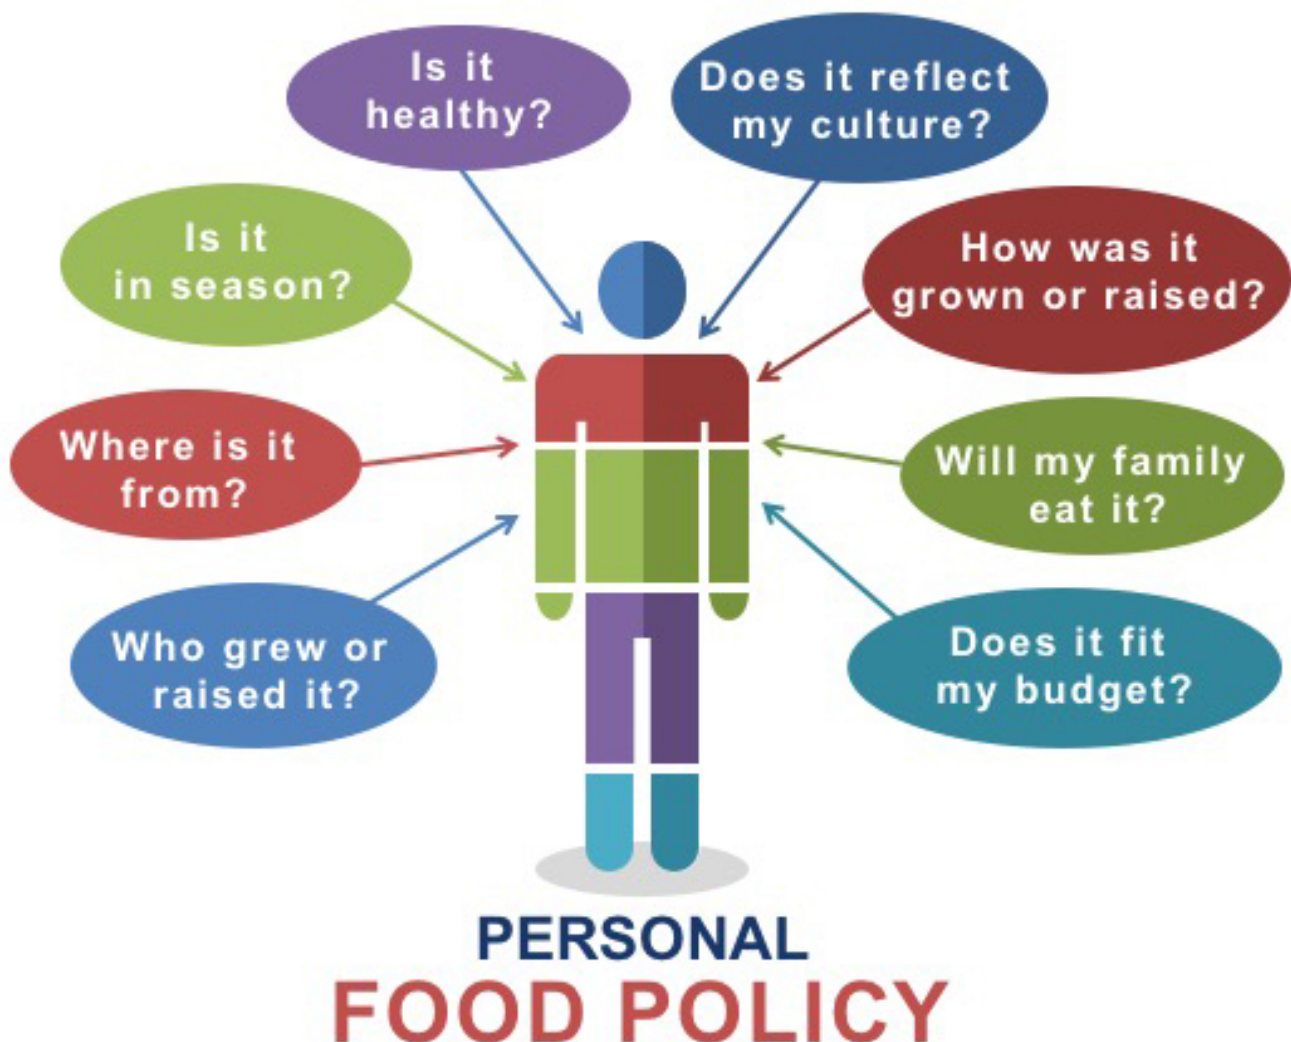 Is it
healthy?
Does it reflect
my culture?
Is it
in season?
How was it
grown or raised?
Where is it
from?
Will my family
eat it?
Who grew or
raised it?
Does it fit
my budget?
PERSONAL
FOOD POLICY